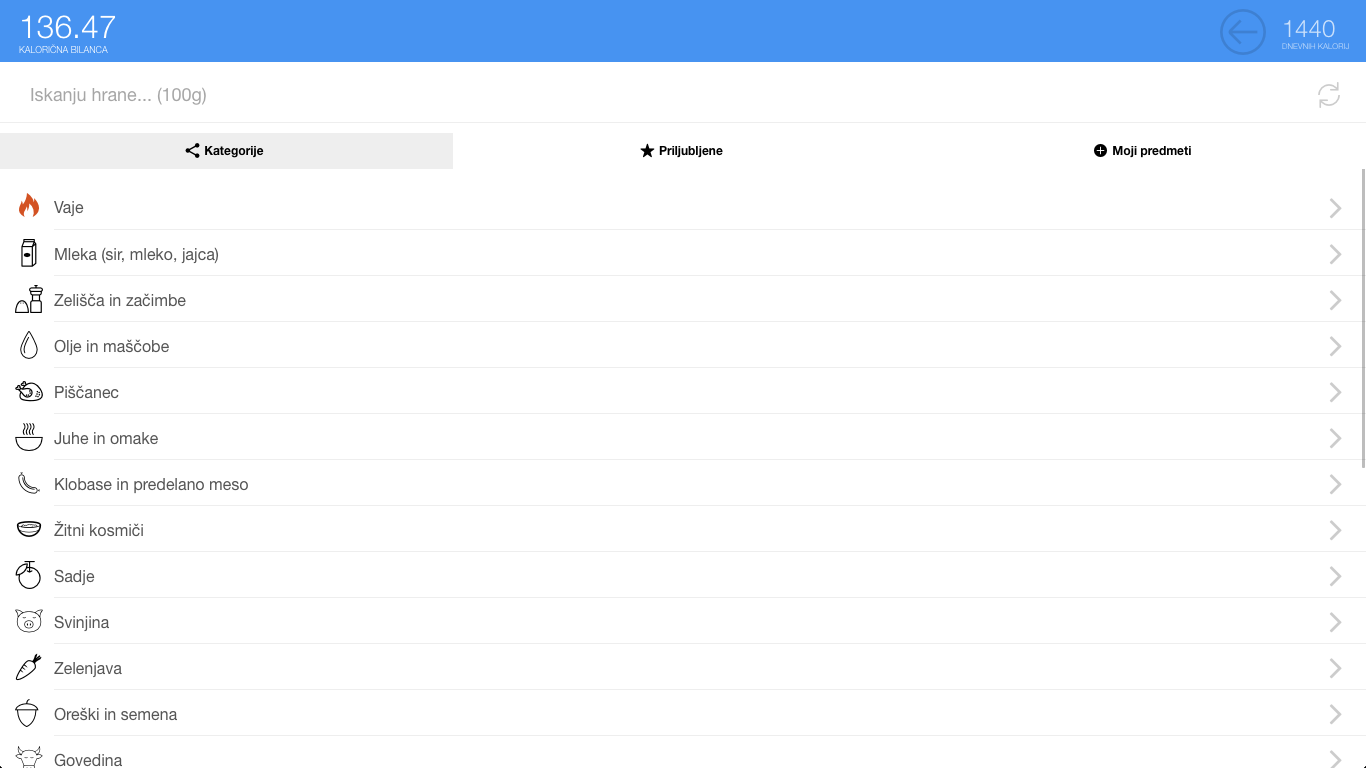 136.47
KALORIČNA BILANCA
1440
DNEVNIH KALORIJ
Iskanju hrane... (100g)
Kategorije
Priljubljene
Moji predmeti
Vaje
Mleka (sir, mleko, jajca)
Zelišča in začimbe
Olje in maščobe
Piščanec
Juhe in omake
Klobase in predelano meso
Žitni kosmiči
Sadje
Svinjina
Zelenjava
Oreški in semena
Govedina